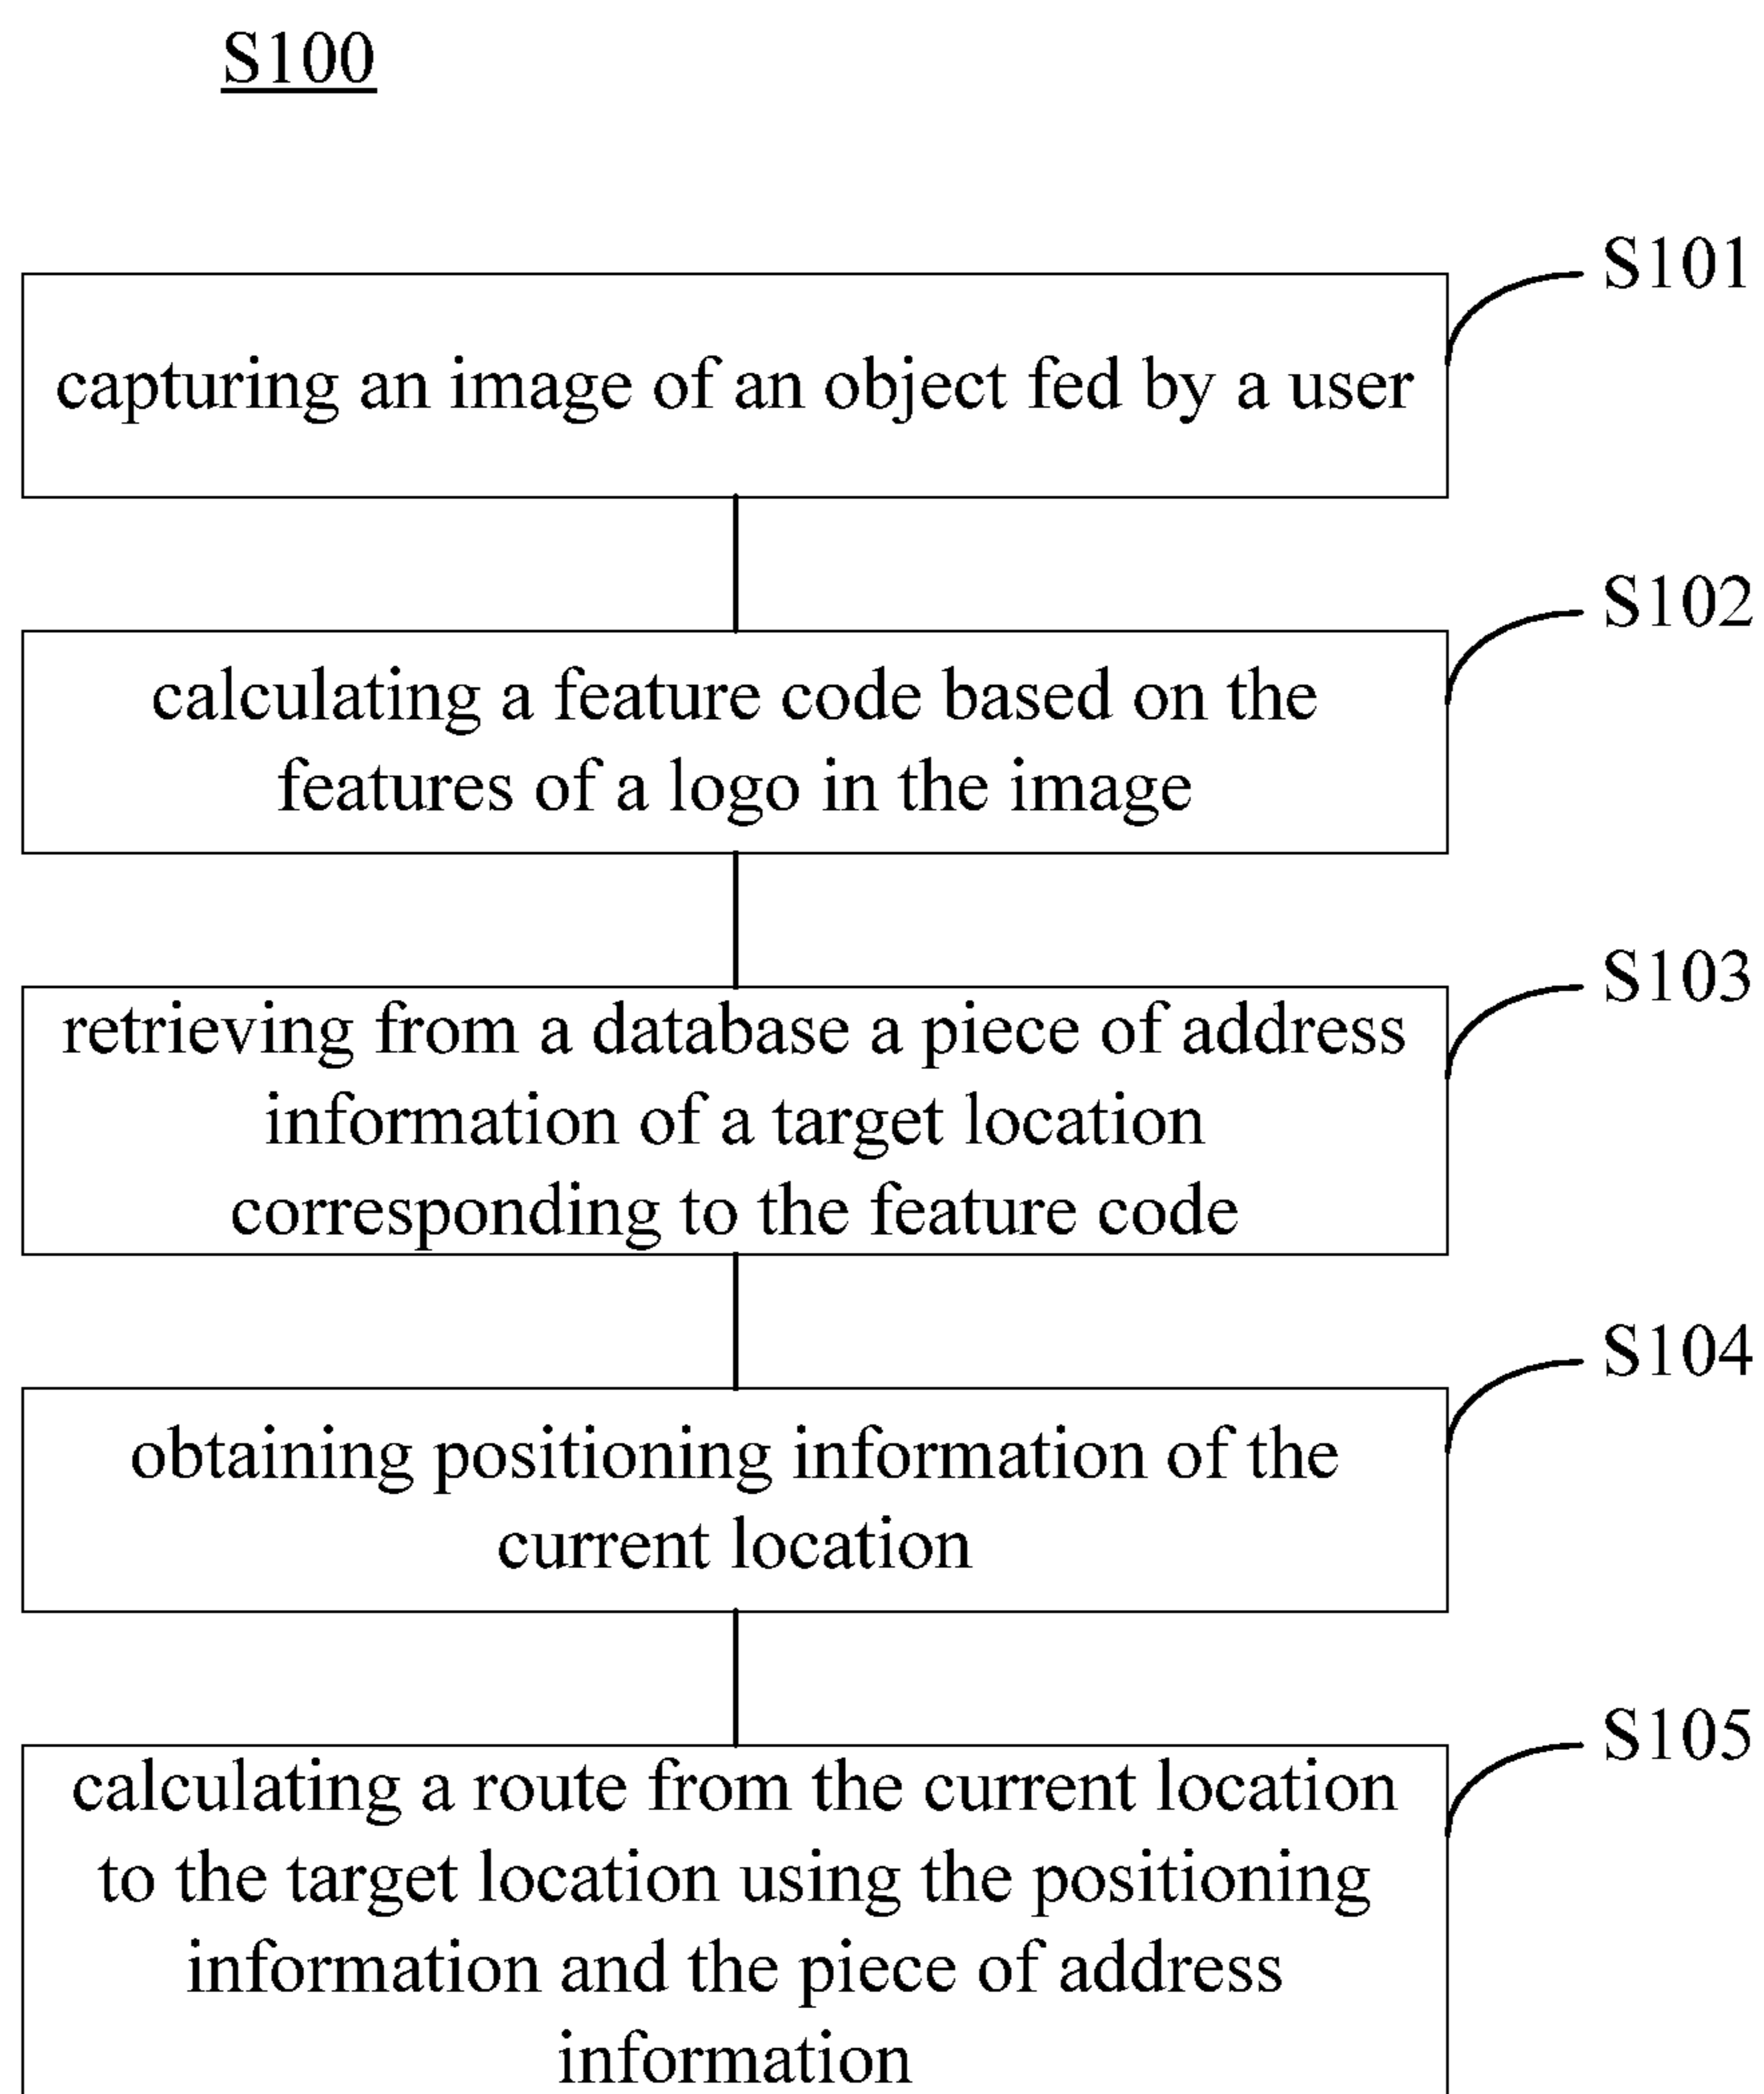 S100
S101
capturing an image of an object fed by a user
S102
calculating a feature code based on the
features of a logo in the image
S103
retrieving from a database a piece of address
information of a target location
corresponding to the feature code
S104
obtaining positioning information of the
current location
S105
calculating a route from the current location
to the target location using the positioning
information and the piece of address
information